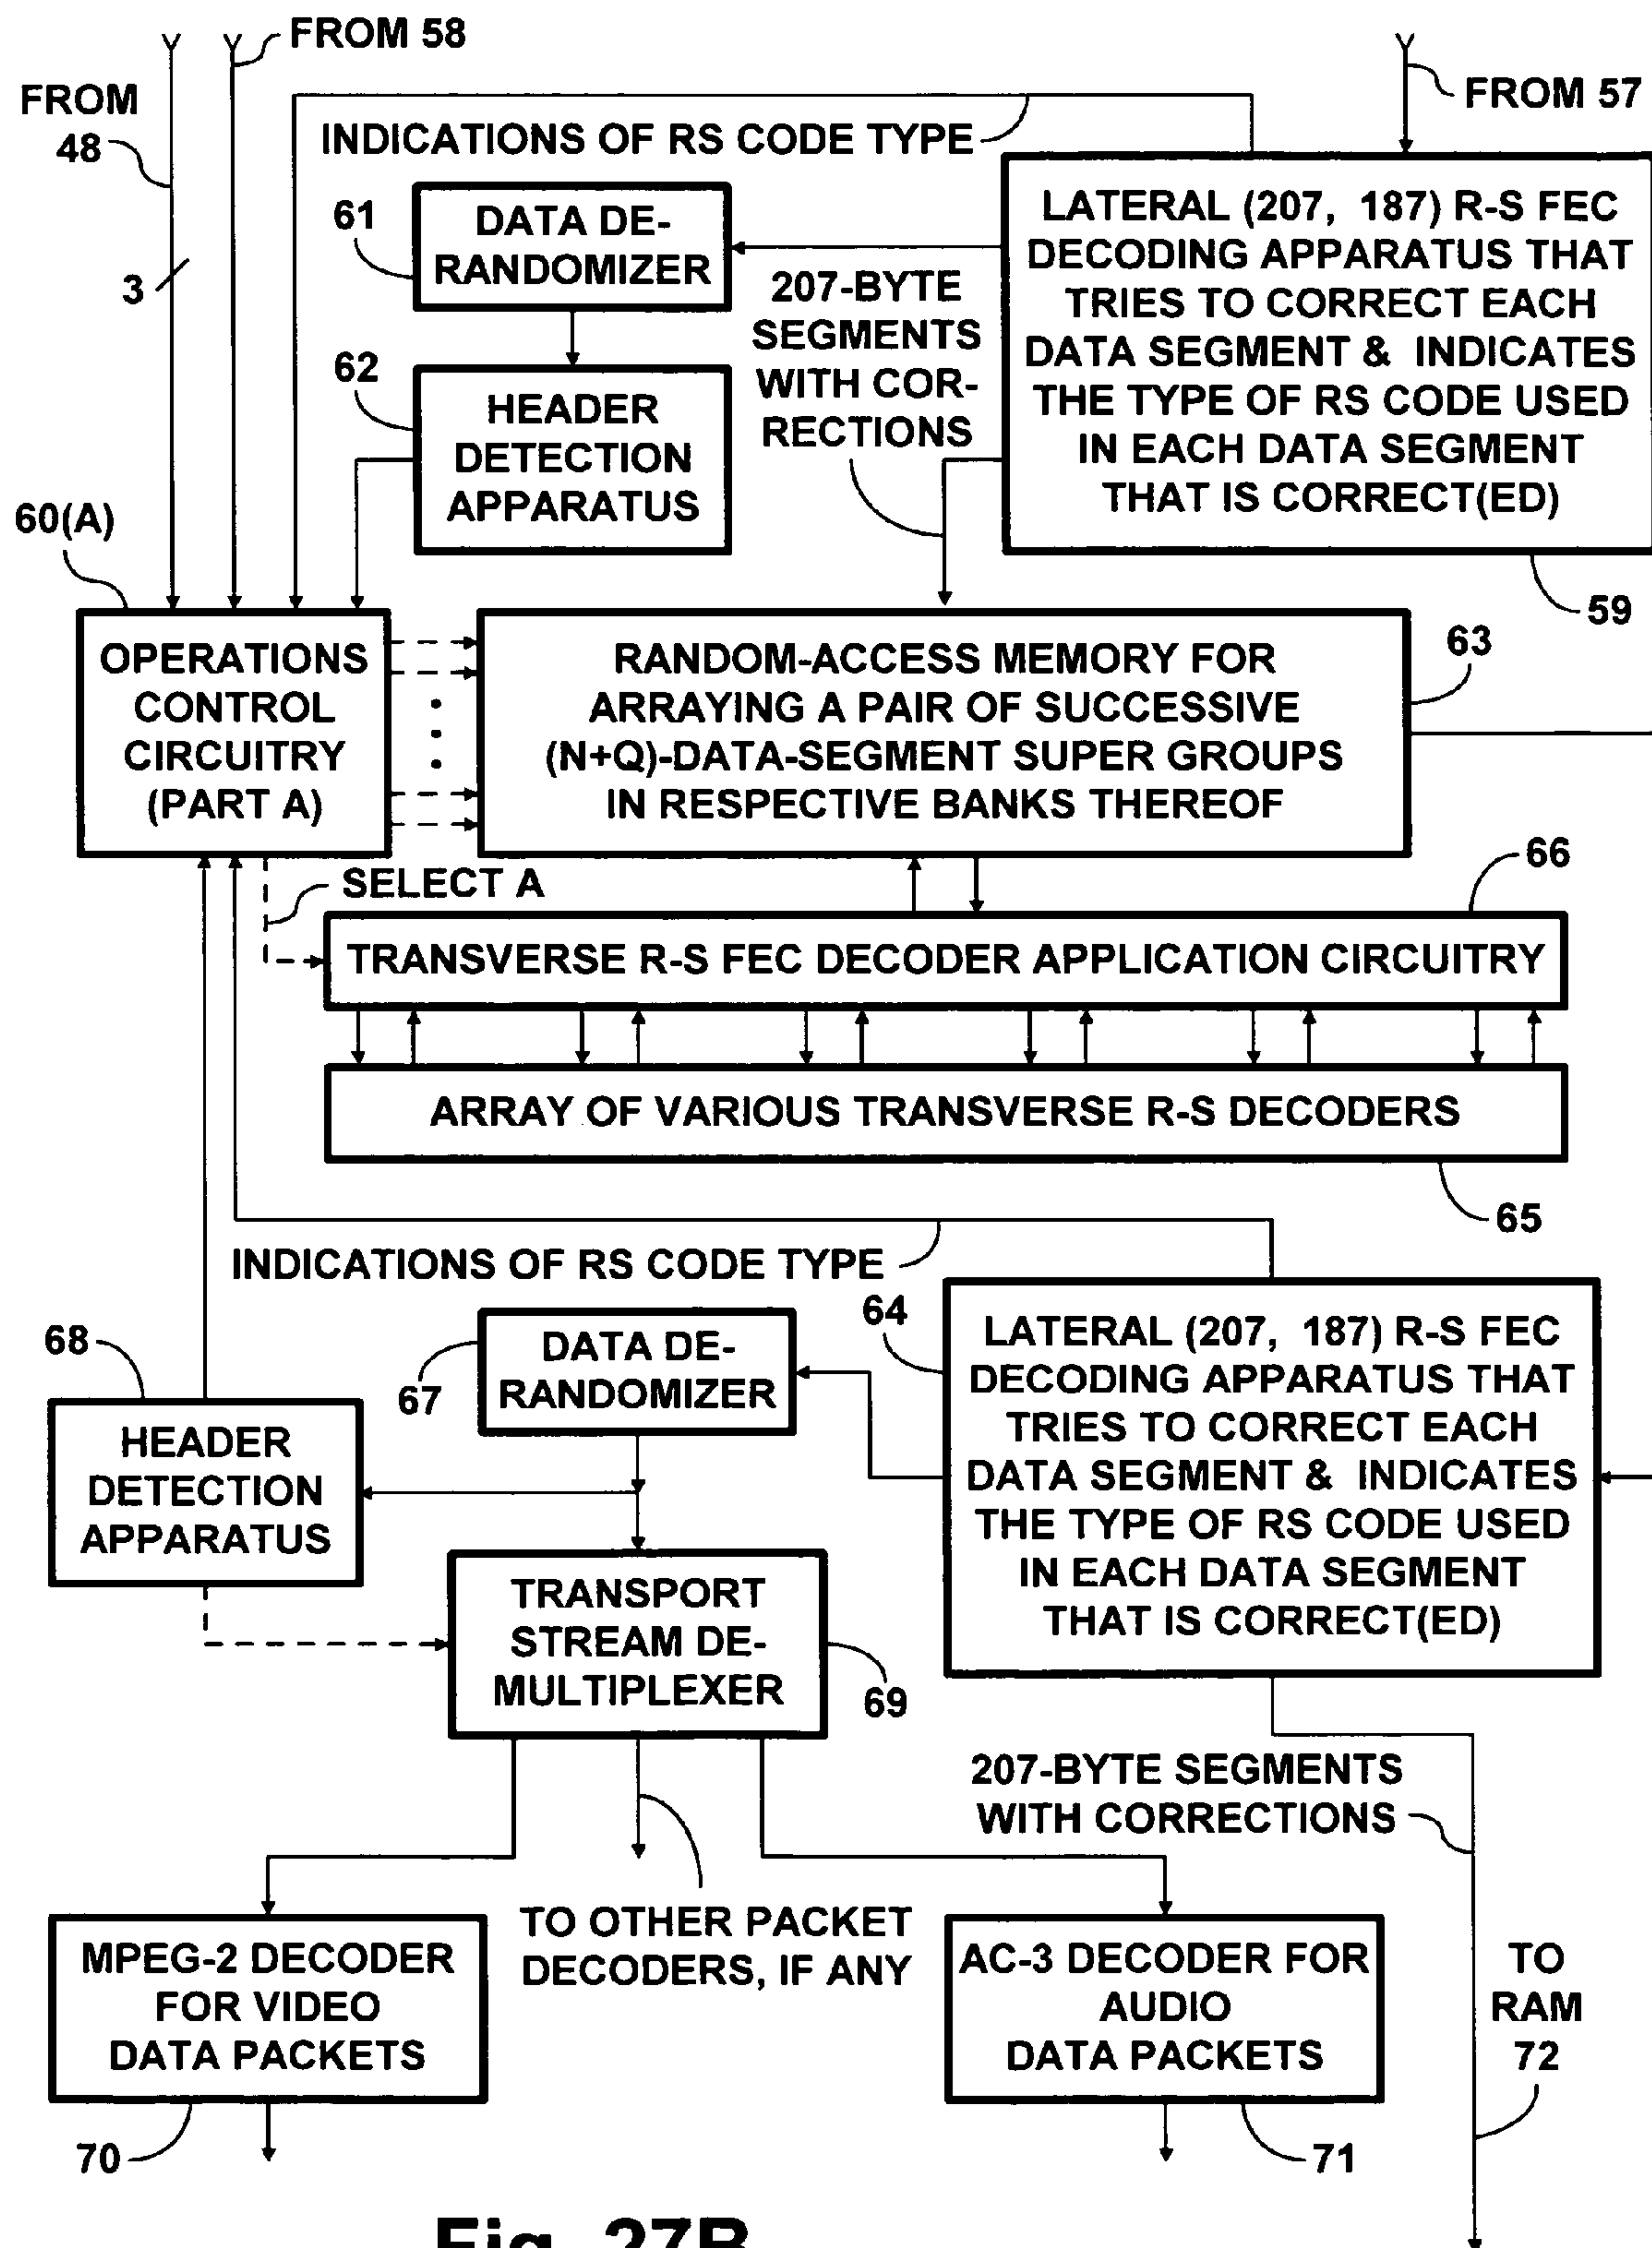 FROM 58
FROM
48
FROM 57
INDICATIONS OF RS CODE TYPE
3
61
DATA DE-
RANDOMIZER
207-BYTE
SEGMENTS
WITH COR-
RECTIONS
LATERAL (207, 187) R-S FEC
DECODING APPARATUS THAT
TRIES TO CORRECT EACH
DATA SEGMENT & INDICATES
THE TYPE OF RS CODE USED
IN EACH DATA SEGMENT
THAT IS CORRECT(ED)
59
62
HEADER
DETECTION
APPARATUS
60(A)
OPERATIONS
CONTROL
CIRCUITRY
(PART A)
RANDOM-ACCESS MEMORY FOR
ARRAYING A PAIR OF SUCCESSIVE
(N+Q)-DATA-SEGMENT SUPER GROUPS
IN RESPECTIVE BANKS THEREOF
63
SELECT A
66
TRANSVERSE R-S FEC DECODER APPLICATION CIRCUITRY
ARRAY OF VARIOUS TRANSVERSE R-S DECODERS
65
INDICATIONS OF RS CODE TYPE
64
LATERAL (207, 187) R-S FEC
DECODING APPARATUS THAT
TRIES TO CORRECT EACH
DATA SEGMENT & INDICATES
THE TYPE OF RS CODE USED
IN EACH DATA SEGMENT
THAT IS CORRECT(ED)
67
DATA DE-
RANDOMIZER
68
HEADER
DETECTION
APPARATUS
TRANSPORT
STREAM DE-
MULTIPLEXER
69
207-BYTE SEGMENTS
WITH CORRECTIONS
MPEG-2 DECODER
FOR VIDEO
DATA PACKETS
70
TO OTHER PACKET
DECODERS, IF ANY
AC-3 DECODER FOR
AUDIO
DATA PACKETS
71
TO
RAM
72
Fig. 27B